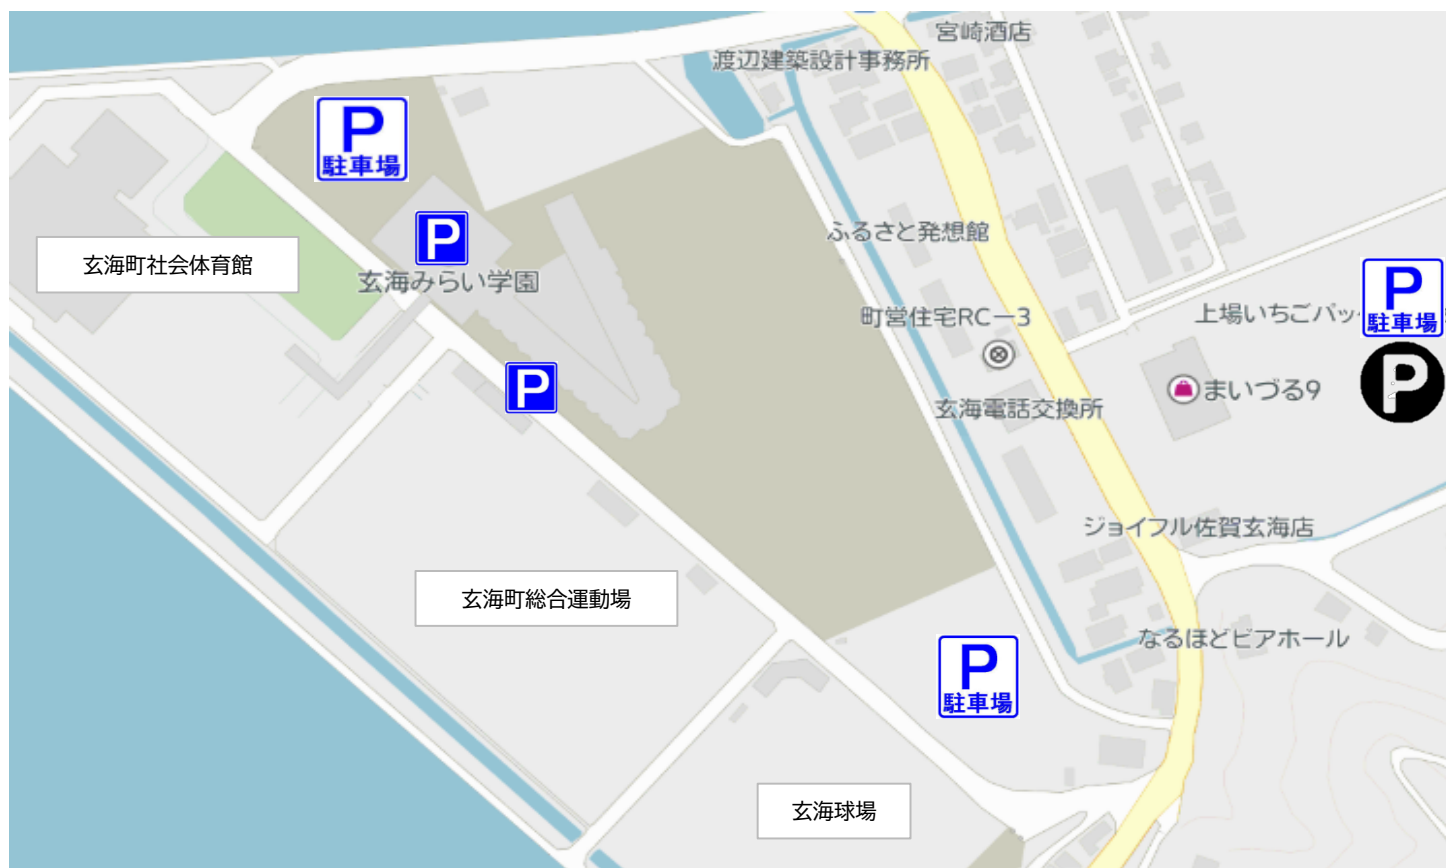 宮崎酒店
渡辺建築設計事務所
P
駐車場
P
玄海みらい学園
玄海町社会体育館
ふるさと発想館
町営住宅RC－3
上場いちごパッ
P
駐車場
P
まいづる9
P
玄海電話交換所
ジョイフル佐賀玄海店
玄海町総合運動場
なるほどビアホール
P
駐車場
玄海球場